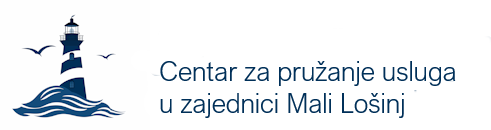 Centar za pružanje usluga
u zajednici Mali Lošinj